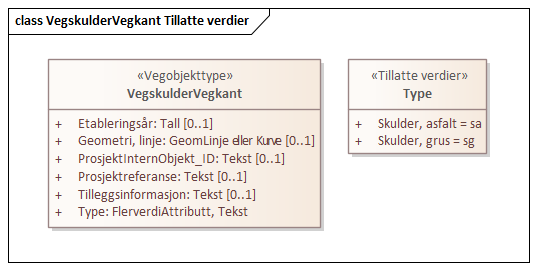 class VegskulderVegkant Tillatte verdier
«Vegobjekttype»
VegskulderVegkant
+ Etableringsår: Tall [0..1]
+ Geometri, linje: GeomLinje eller Kurve [0..1]
+ ProsjektInternObjekt_ID: Tekst [0..1]
+ Prosjektreferanse: Tekst [0..1]
+ Tilleggsinformasjon: Tekst [0..1]
+ Type: FlerverdiAttributt, Tekst
«Tillatte verdier»
Type
+ Skulder, asfalt = sa
+ Skulder, grus = sg